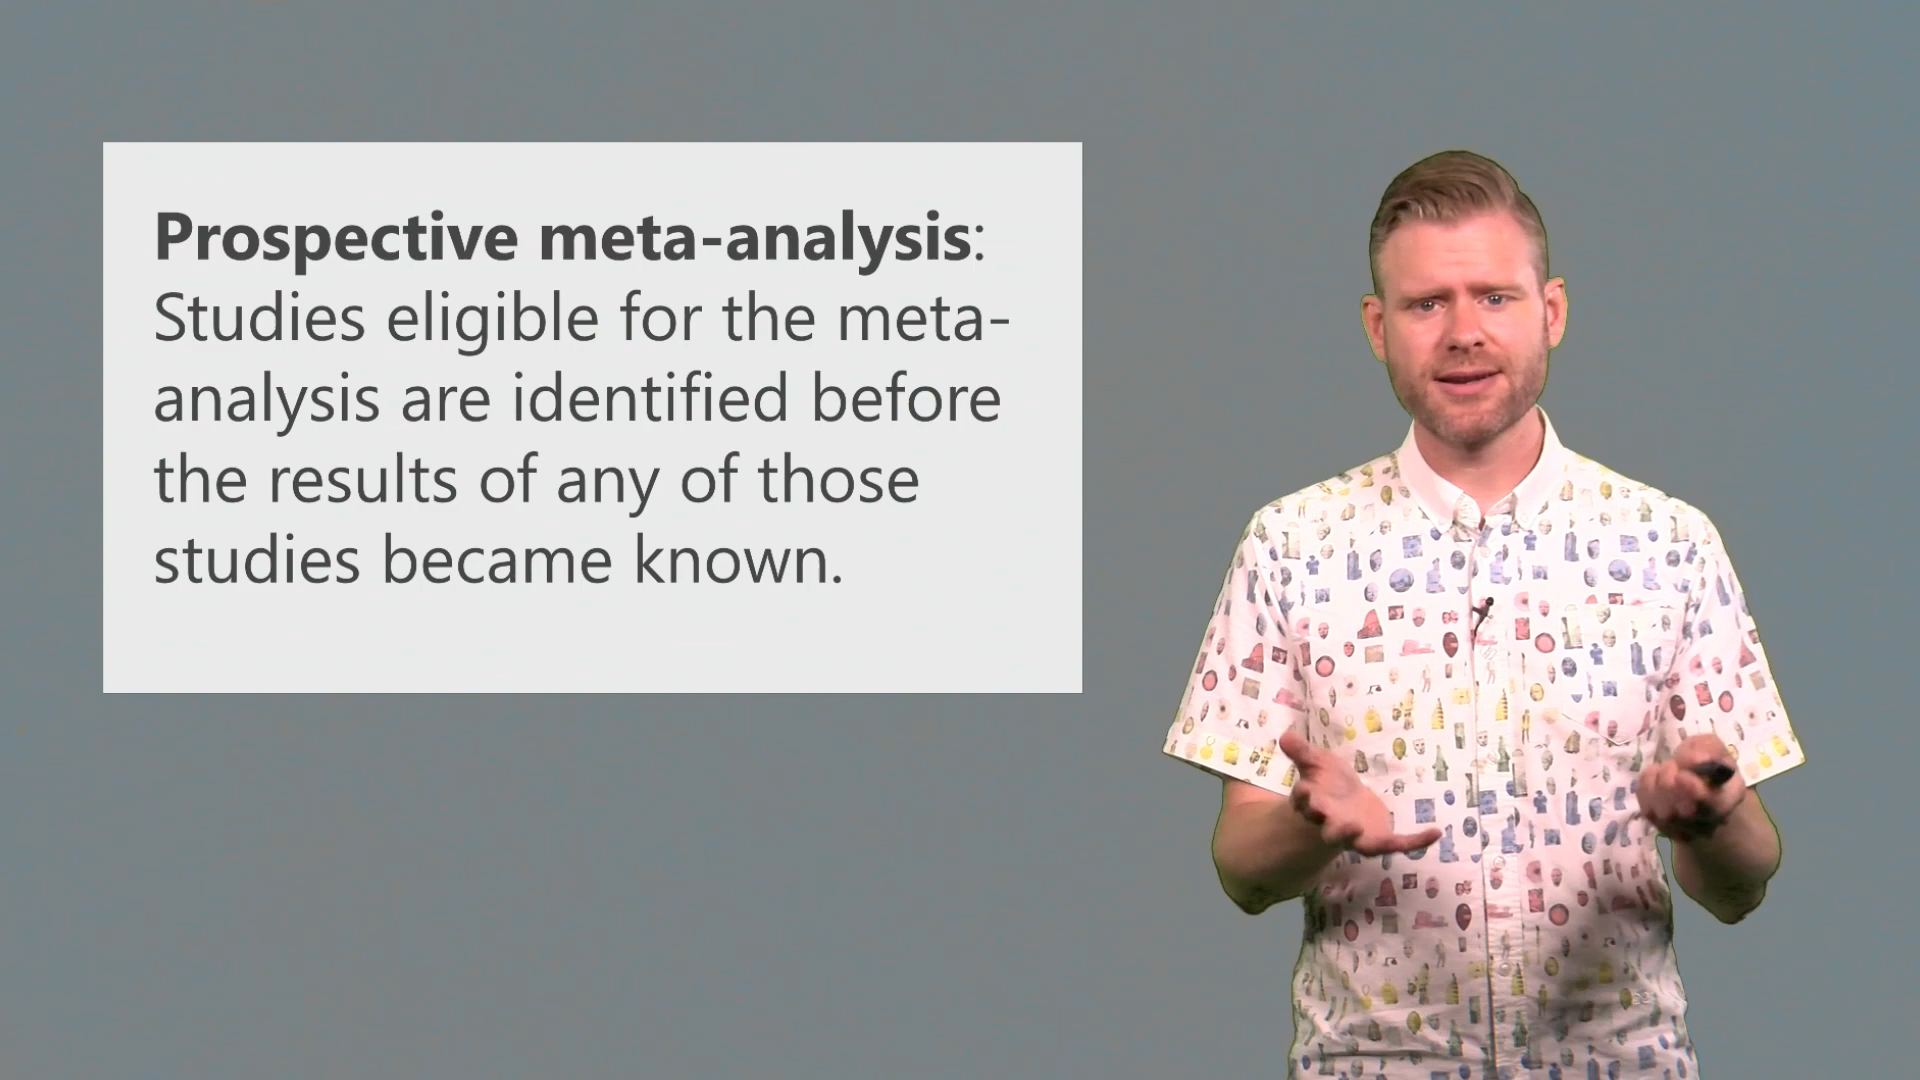 Prospective meta-analysis:
Studies eligible for the meta-
analysis are identified before
the results of any of those
studies became known.